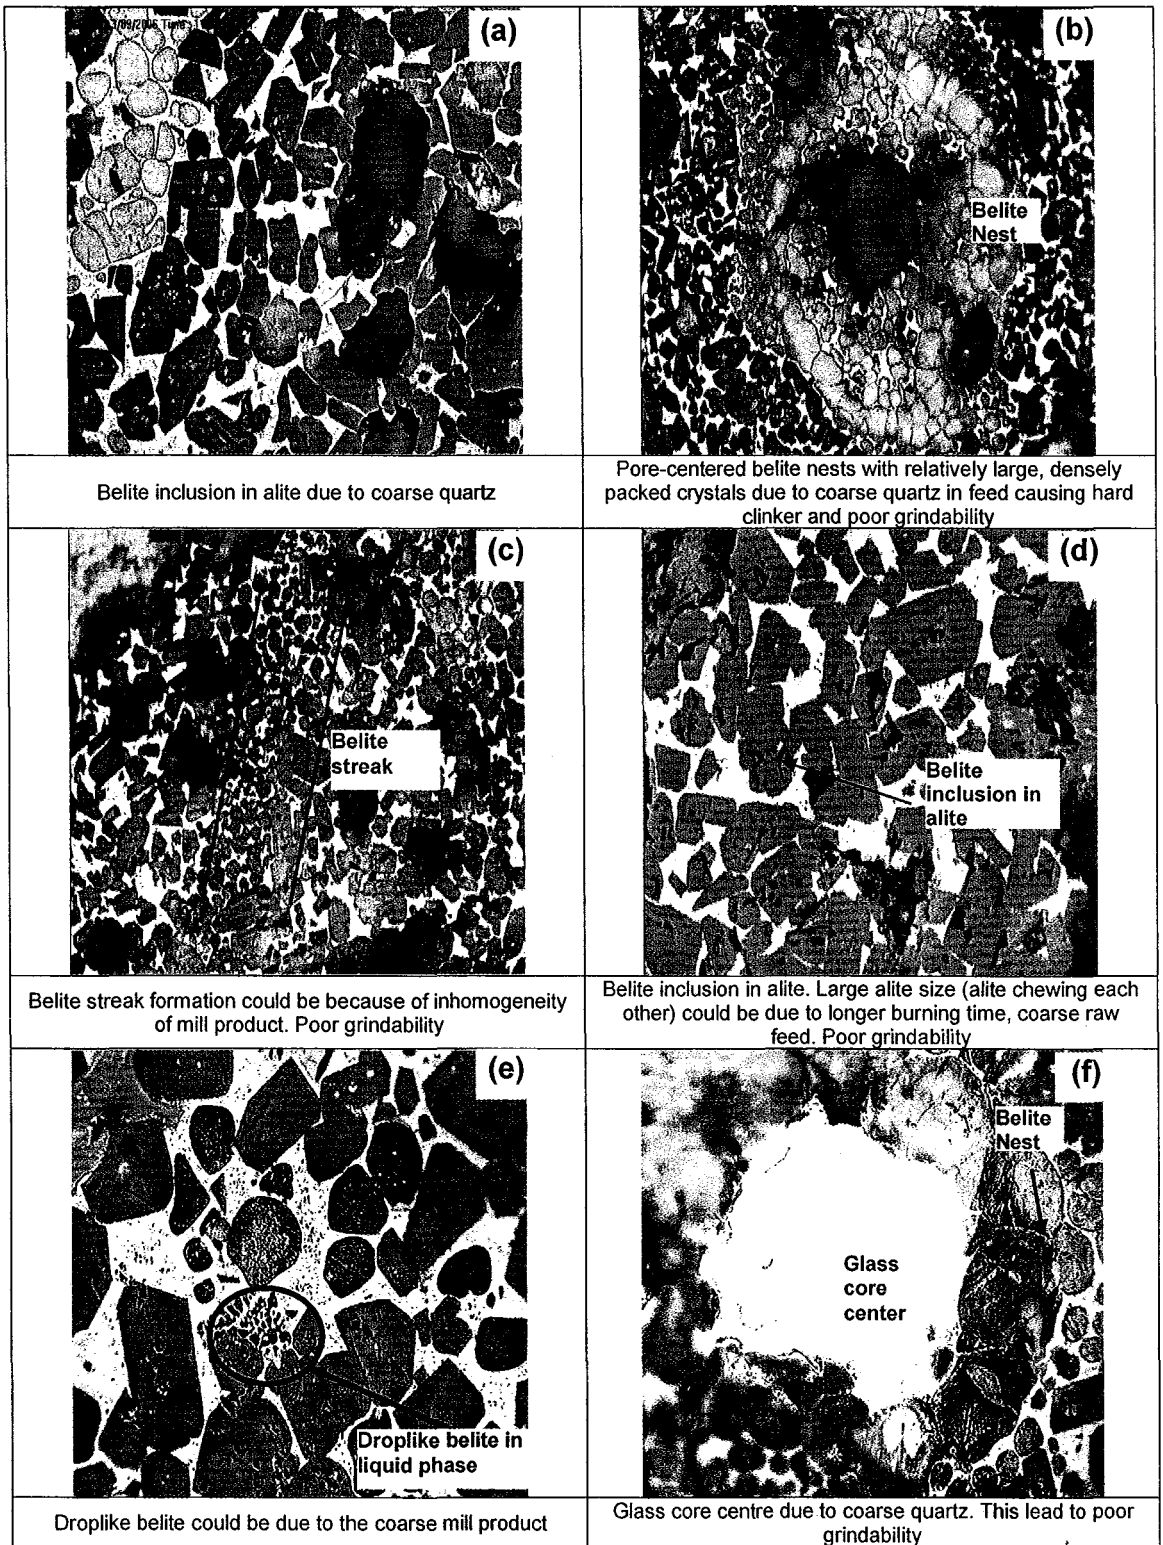 /09/2006 Time
(a)
(b)
Belite
Nest
Belite inclusion in alite due to coarse quartz
Pore-centered belite nests with relatively large, densely
packed crystals due to coarse quartz in feed causing hard
clinker and poor grindability
(c)
(d)
Belite
streak
Belite
inclusion in
alite
Belite streak formation could be because of inhomogeneity
of mill product. Poor grindability
Belite inclusion in alite. Large alite size (alite chewing each
other) could be due to longer burning time, coarse raw
feed. Poor grindability
(e)
(f)
Belite
Nest
Glass
core
center
Droplike belite in
liquid phase
Droplike belite could be due to the coarse mill product
Glass core centre due to coarse quartz. This lead to poor
grindability